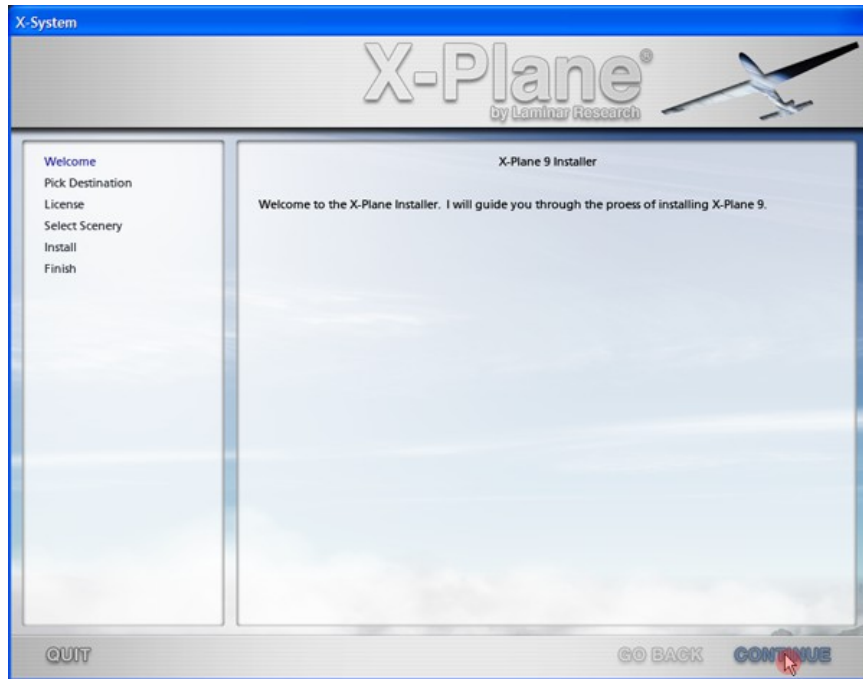 X-System
X-Plane®
by Laminar Research
Welcome
Pick Destination
License
Select Scenery
Install
Finish
X-Plane 9 Installer
Welcome to the X-Plane Installer. I will guide you through the proess of installing X-Plane 9.
QUIT
GO BACK
CONTINUE